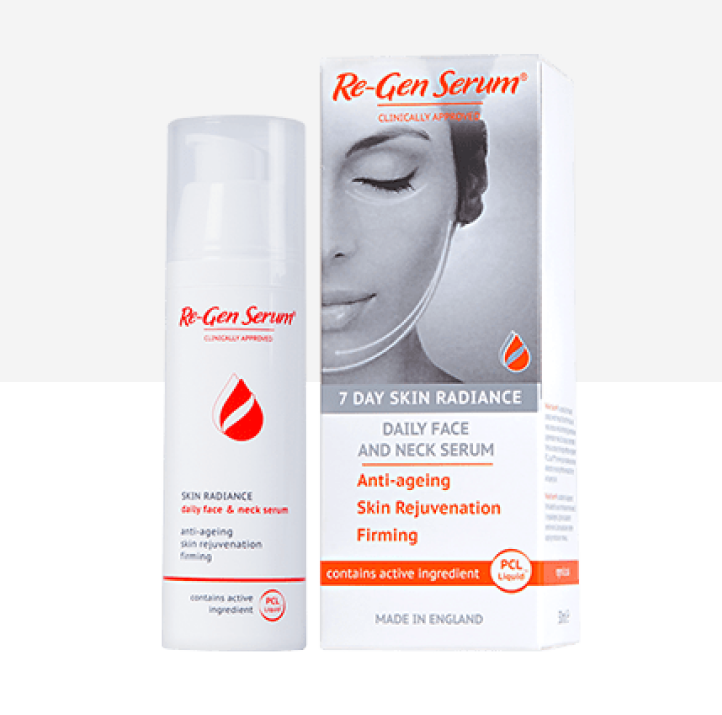 Re-Gen Serum®
CLINICALLY APPROVED
SKIN RADIANCE
daily face & neck serum
anti-ageing
skin rejuvenation
firming
contains active
ingredient
PCL
Liquid
Re-Gen Serum®
CLINICALLY APPROVED
7 DAY SKIN RADIANCE
DAILY FACE
AND NECK SERUM
Anti-ageing
Skin Rejuvenation
Firming
contains active ingredient
PCL
Liquid
MADE IN ENGLAND